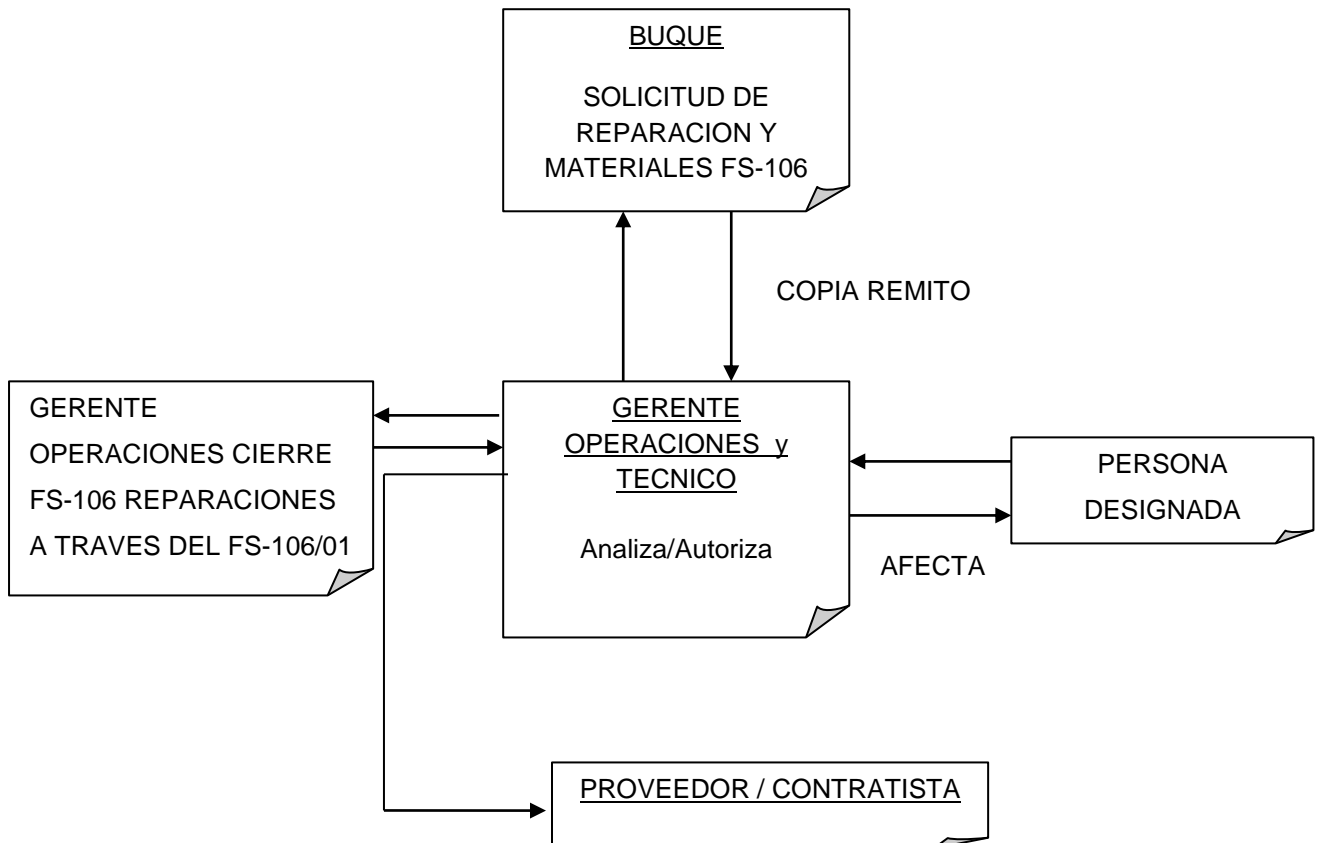 BUQUE
SOLICITUD DE
REPARACION Y
MATERIALES FS-106
COPIA REMITO
GERENTE
OPERACIONES CIERRE
FS-106 REPARACIONES
A TRAVES DEL FS-106/01
GERENTE
OPERACIONES y
TECNICO
Analiza/Autoriza
PERSONA
DESIGNADA
AFECTA
PROVEEDOR / CONTRATISTA